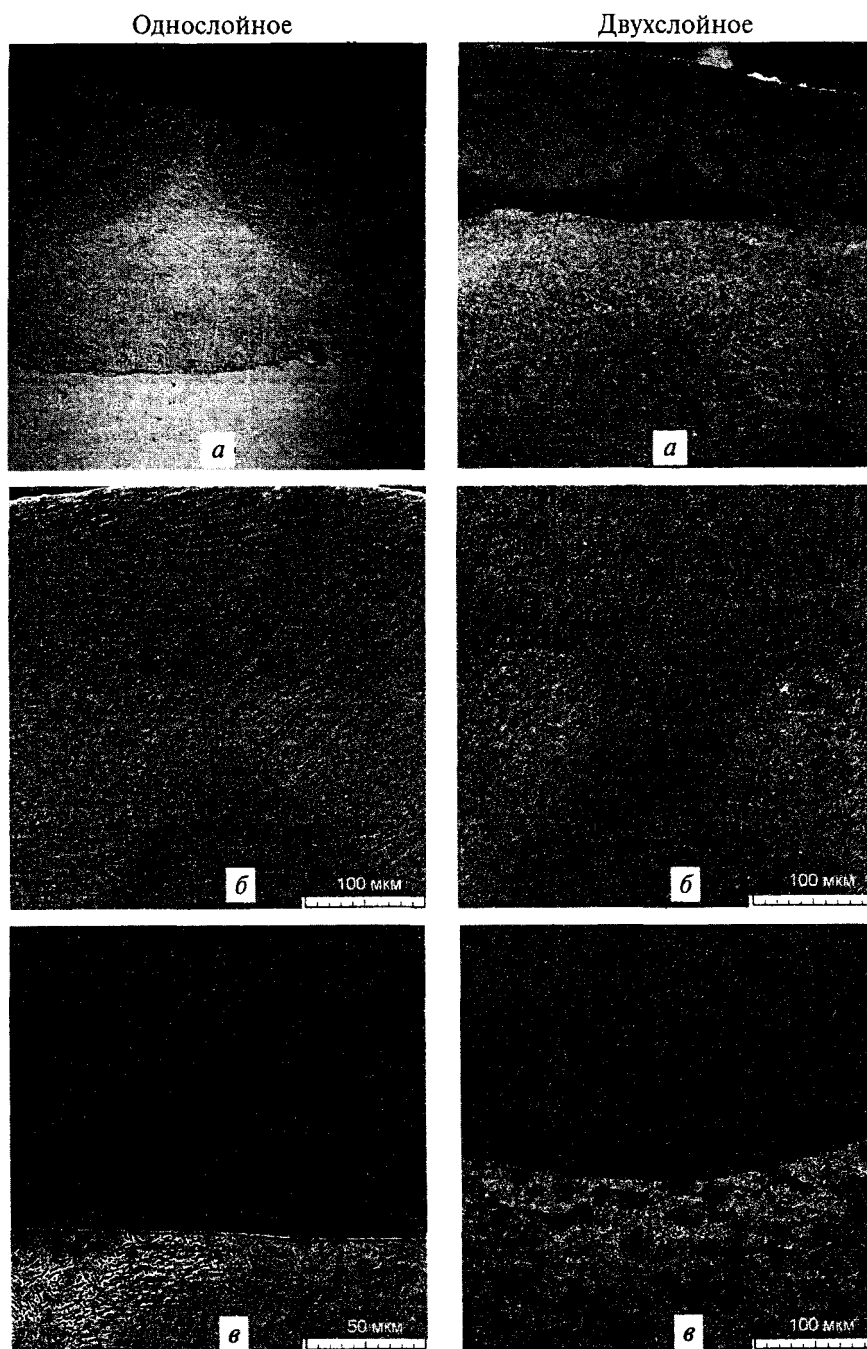 Однослойное
Двухслойное
а
а
б
100 мкм
б
100 мкм
в
50 мкм
в
100 мкм